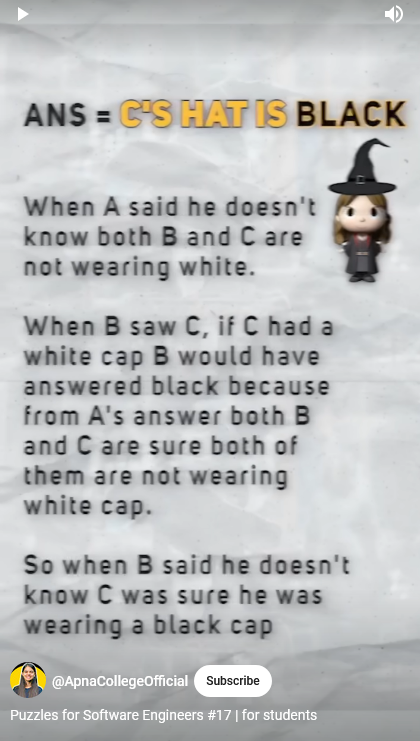 ANS = C'S HAT IS BLACK
When A said he doesn't
know both B and C are
not wearing white.
When B saw C, if C had a
white cap B would have
answered black because
from A's answer both B
and C are sure both of
them are not wearing
white cap.
So when B said he doesn't
know C was sure he was
wearing a black cap
@ApnaCollegeOfficial Subscribe
Puzzles for Software Engineers #17 | for students